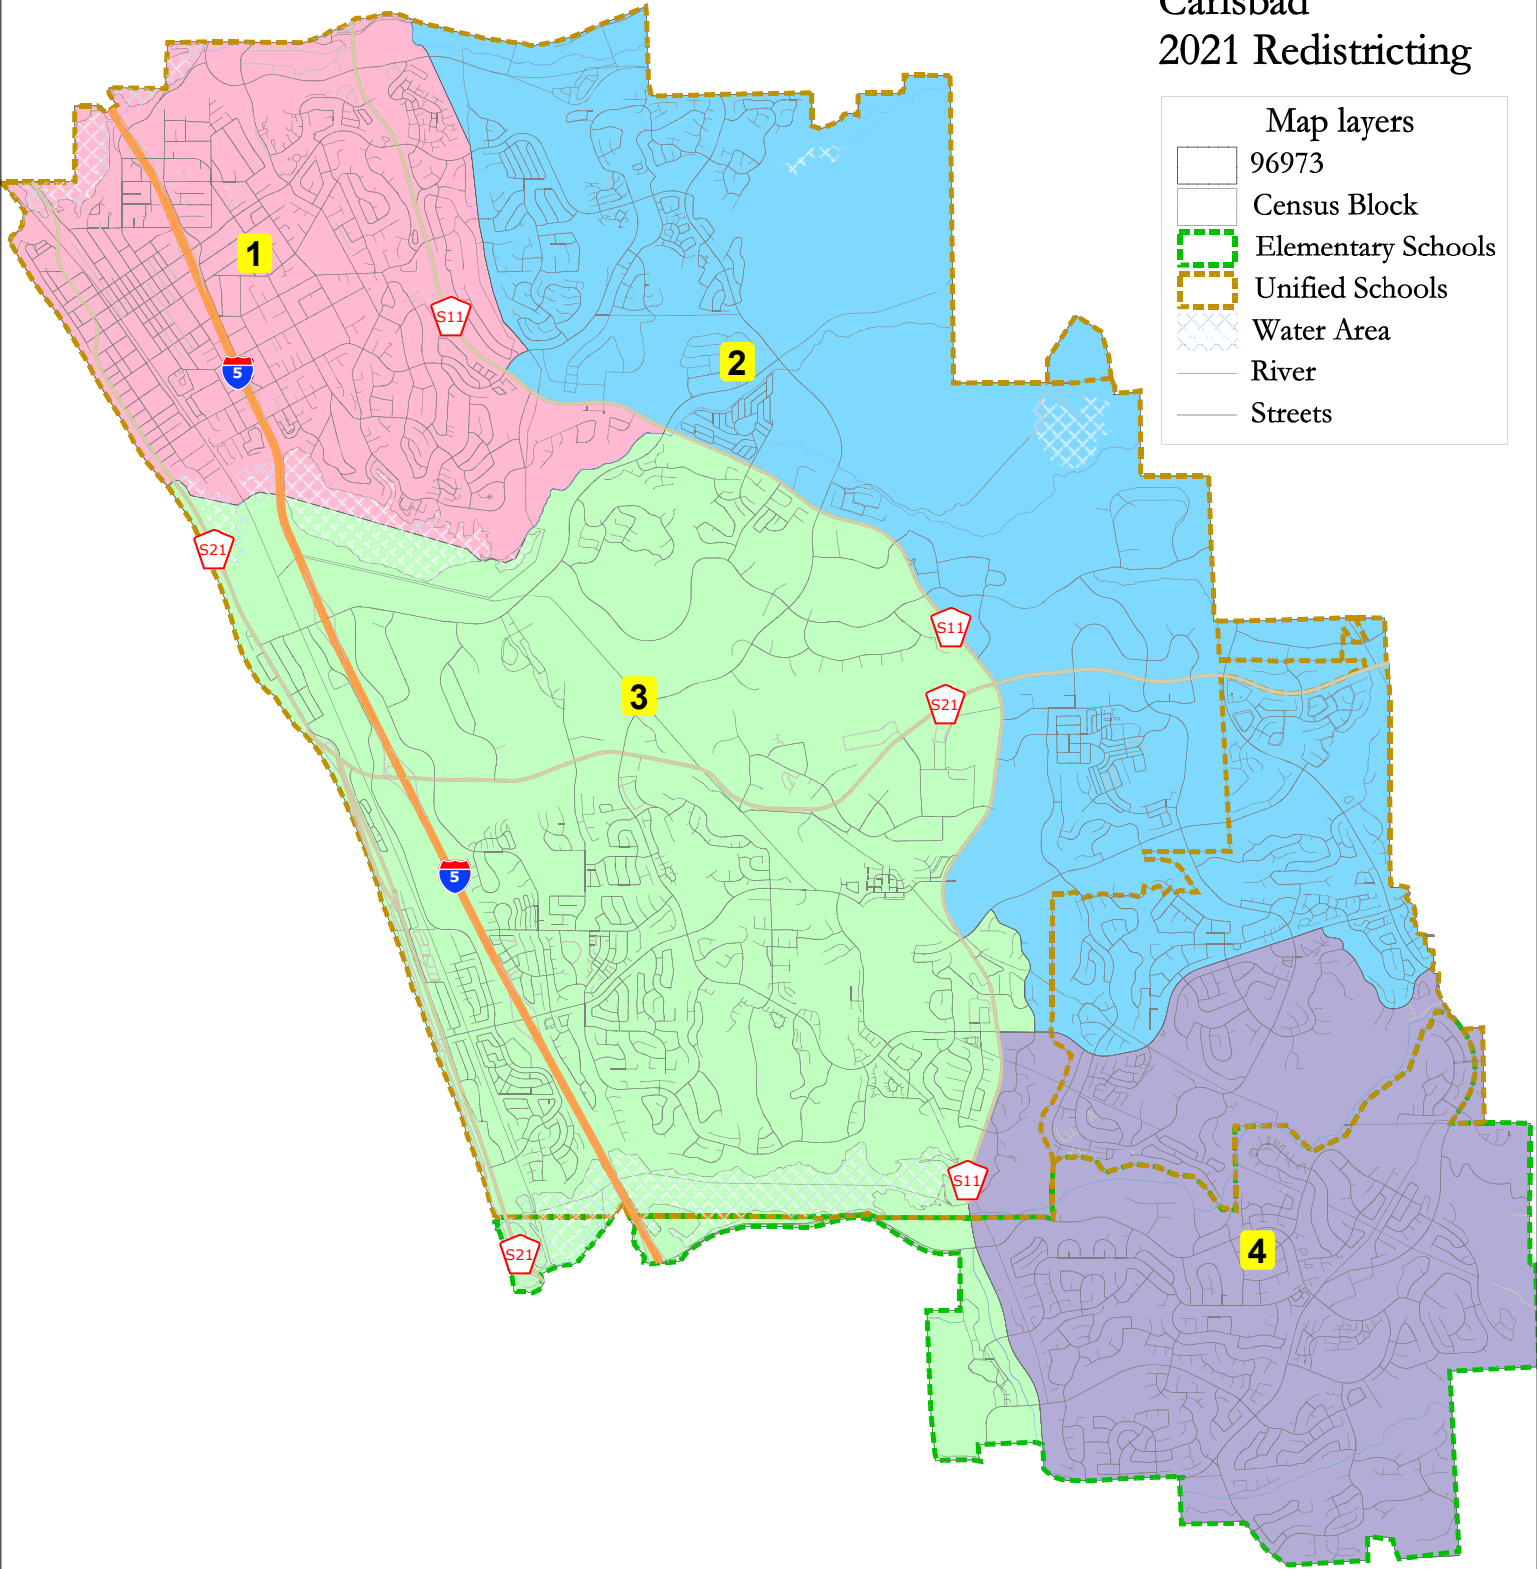 Carlsbad
2021 Redistricting
Map layers
96973
Census Block
Elementary Schools
Unified Schools
Water Area
River
Streets
1
S11
2
5
S21
S11
3
S21
5
S11
S21
4